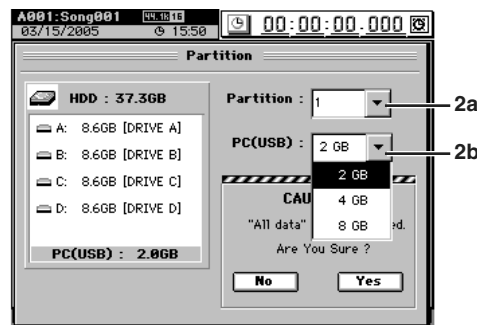 A001:Song001 44.1k 16
03/15/2005 15:50
00:00:00.000
Partition
HDD : 37.3GB
A: 8.6GB [DRIVE A]
B: 8.6GB [DRIVE B]
C: 8.6GB [DRIVE C]
D: 8.6GB [DRIVE D]
PC(USB) : 2.0GB
Partition : 1
2a
PC(USB) : 2 GB
2b
2 GB
4 GB
8 GB
CAU
"All data" ed.
Are You Sure ?
No Yes